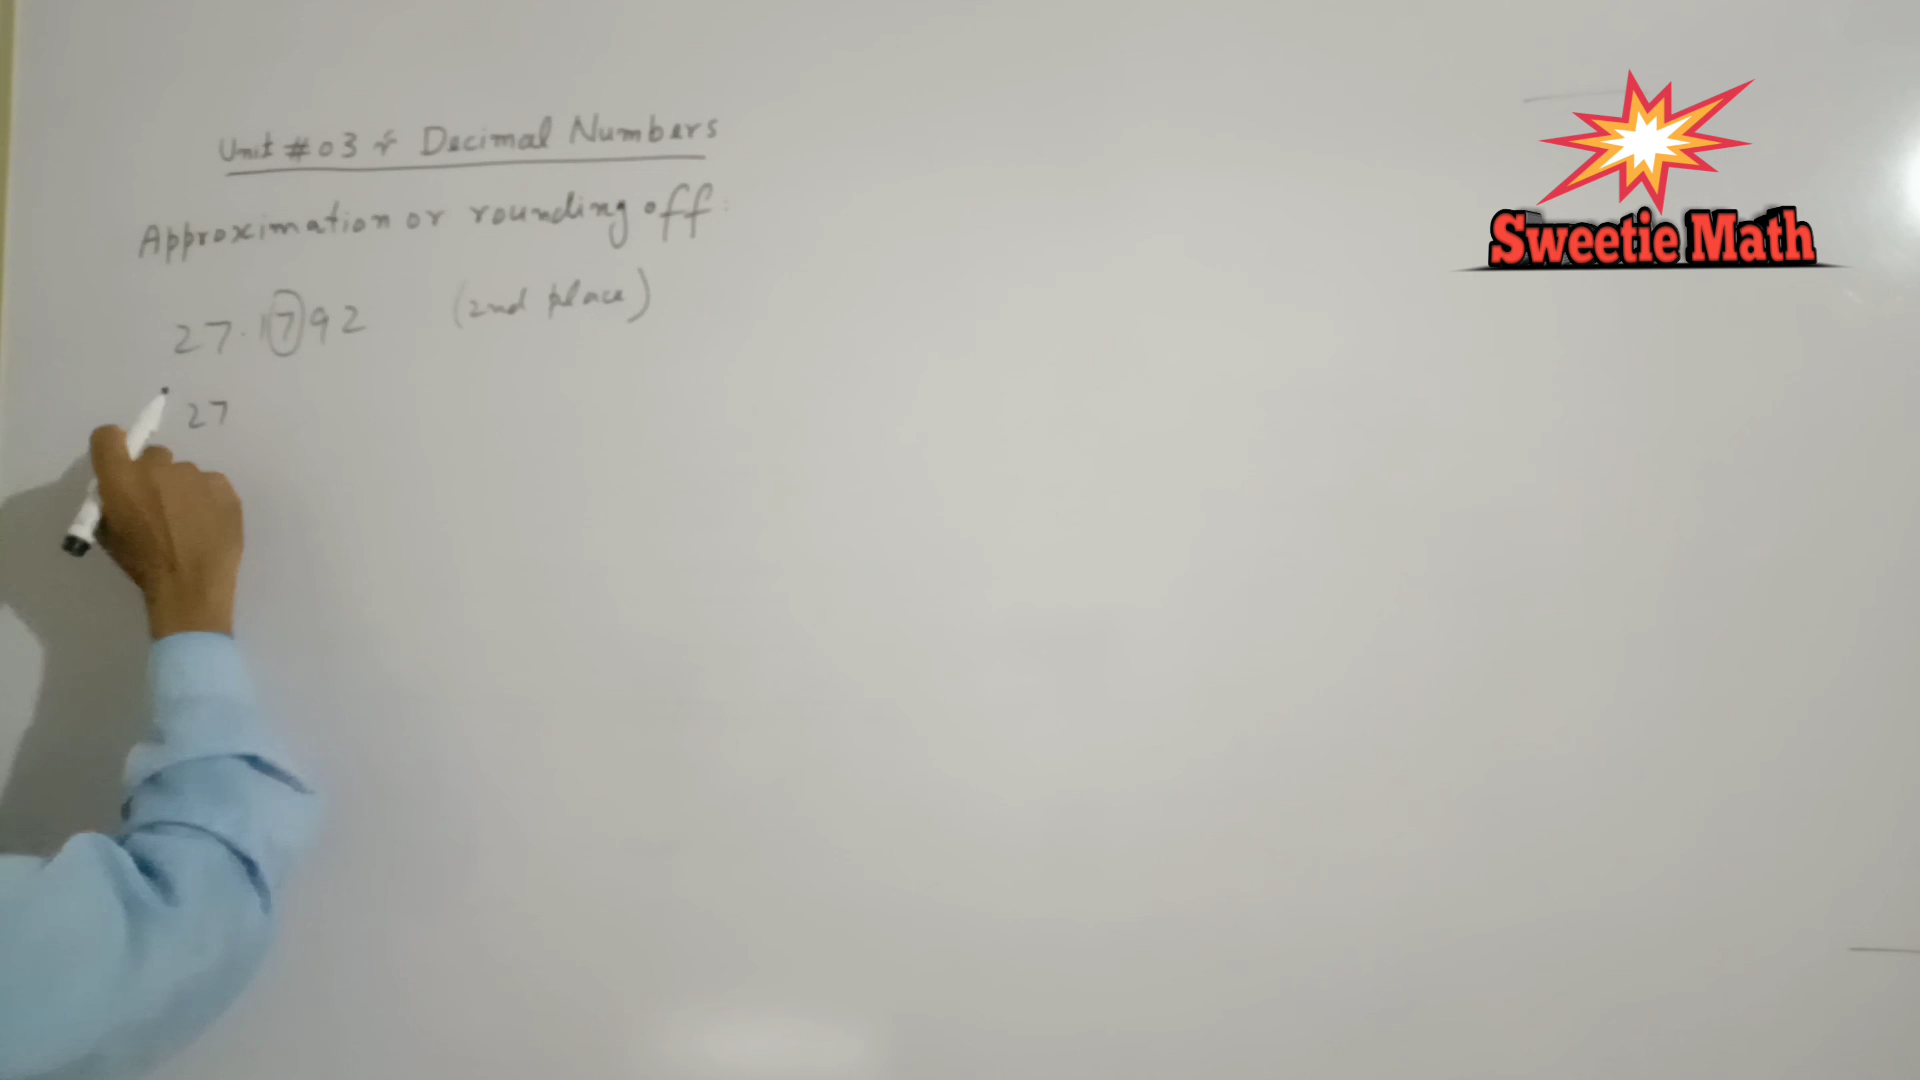 Unit # 03 : Decimal Numbers
Approximation or rounding off:
27.1792 (2nd place)
27
Sweetie Math